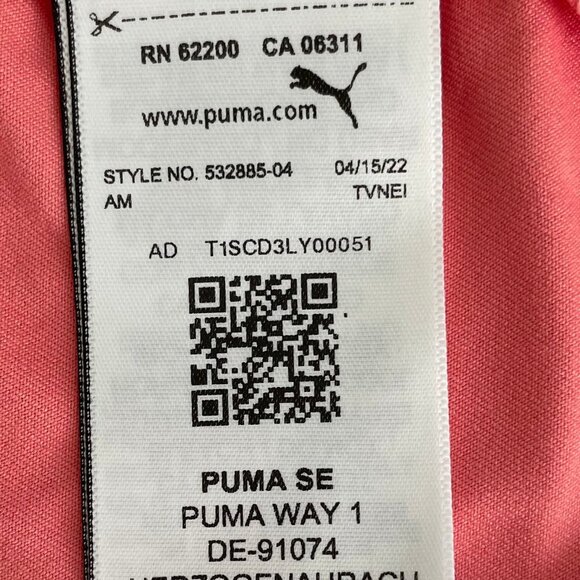 RN 62200 CA 06311
www.puma.com
STYLE NO. 532885-04 04/15/22
AM TVNEI
AD T1SCD3LY00051
PUMA SE
PUMA WAY 1
DE-91074
HERZOGENAURACH